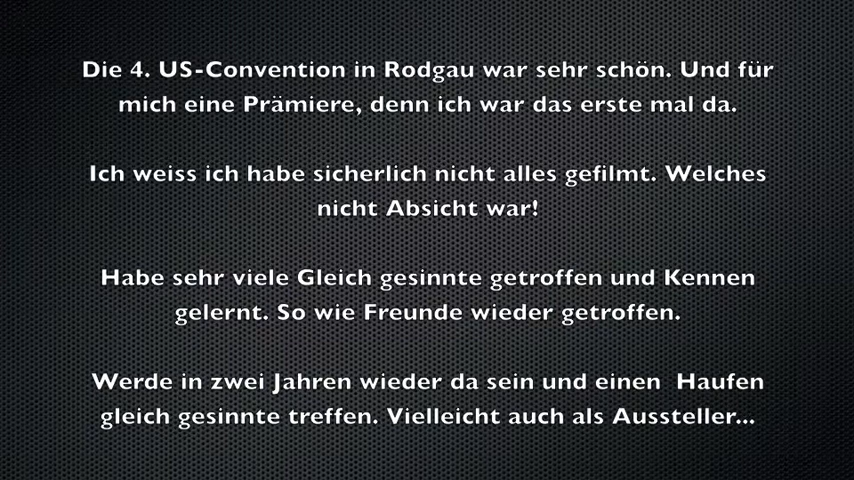 Die 4. US-Convention in Rodgau war sehr schön. Und für
mich eine Prämiere, denn ich war das erste mal da.
Ich weiss ich habe sicherlich nicht alles gefilmt. Welches
nicht Absicht war!
Habe sehr viele Gleich gesinnte getroffen und Kennen
gelernt. So wie Freunde wieder getroffen.
Werde in zwei Jahren wieder da sein und einen  Haufen
gleich gesinnte treffen. Vielleicht auch als Aussteller...